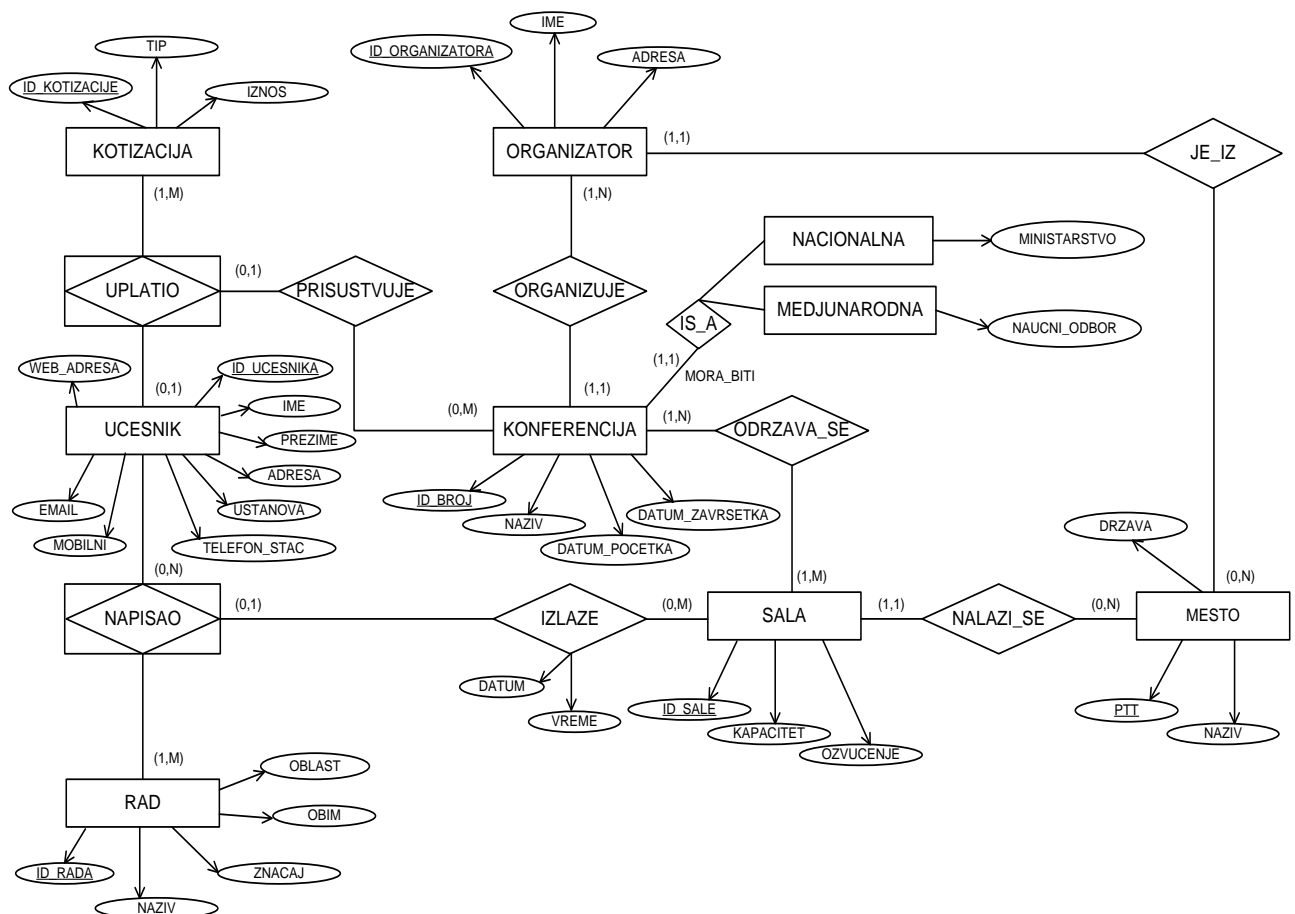 IME
TIP
ID_ORGANIZATORA
ADRESA
ID_KOTIZACIJE
IZNOS
KOTIZACIJA
ORGANIZATOR
(1,1)
JE_IZ
(1,M)
(1,N)
NACIONALNA
MINISTARSTVO
(0,1)
UPLATIO
PRISUSTVUJE
ORGANIZUJE
MEDJUNARODNA
IS_A
NAUCNI_ODBOR
(1,1)
MORA_BITI
WEB_ADRESA
ID_UCESNIKA
(0,1)
(1,1)
IME
(0,M)
(1,N)
UCESNIK
KONFERENCIJA
ODRZAVA_SE
PREZIME
ADRESA
ID_BROJ
EMAIL
USTANOVA
NAZIV
DATUM_ZAVRSETKA
MOBILNI
TELEFON_STAC
DATUM_POCETKA
DRZAVA
(0,N)
(1,M)
(0,N)
(0,1)
(0,M)
(1,1)
(0,N)
NAPISAO
IZLAZE
SALA
NALAZI_SE
MESTO
DATUM
ID_SALE
PTT
VREME
KAPACITET
NAZIV
OZVUCENJE
(1,M)
OBLAST
RAD
OBIM
ID_RADA
ZNACAJ
NAZIV